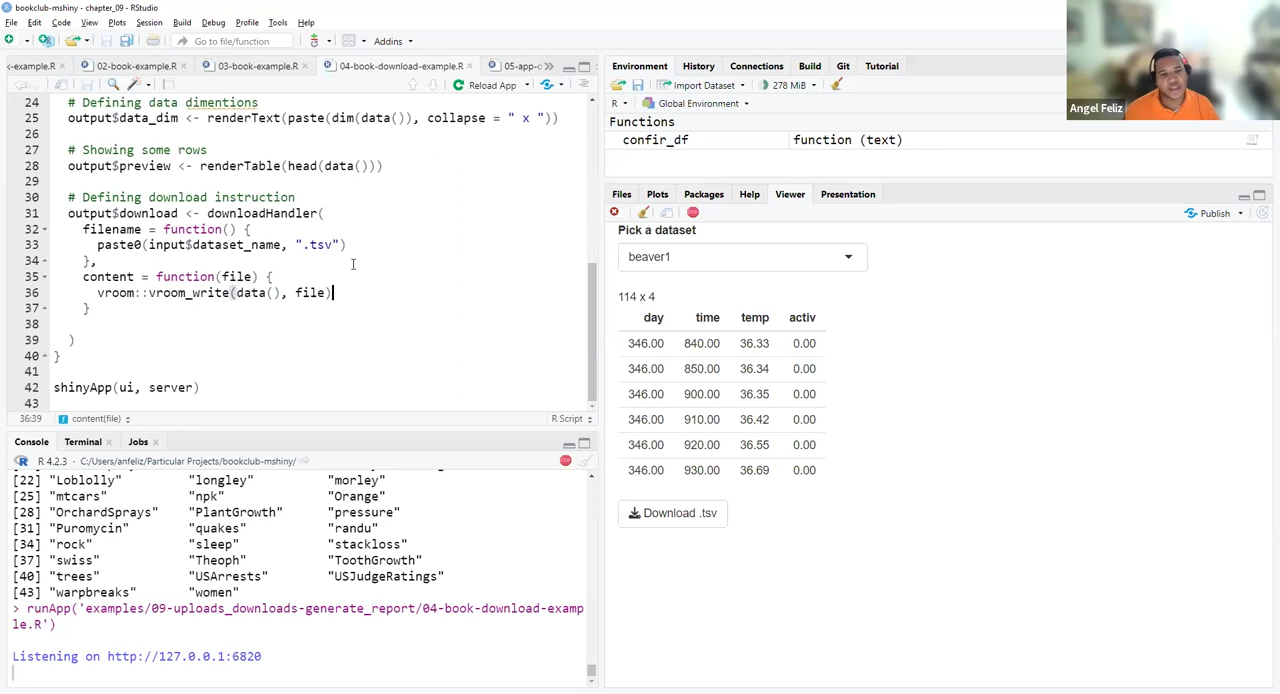 bookclub-mshiny - chapter_09 - RStudio
File Edit Code View Plots Session Build Debug Profile Tools Help
Go to file/function Addins
k-example.R 02-book-example.R 03-book-example.R 04-book-download-example.R 05-app-d
Reload App
24 # Defining data dimentions
25 output$data_dim <- renderText(paste(dim(data()), collapse = " x "))
26
27 # Showing some rows
28 output$preview <- renderTable(head(data()))
29
30 # Defining download instruction
31 output$download <- downloadHandler(
32 filename = function() {
33 paste0(input$dataset_name, ".tsv")
34 },
35 content = function(file) {
36 vroom::vroom_write(data(), file)
37 }
38
39 )
40 }
41
42 shinyApp(ui, server)
43
36:39 content(file) R Script
Console Terminal Jobs
R 4.2.3 . C:/Users/anfeliz/Particular Projects/bookclub-mshiny/
[22] "Loblolly" "longley" "morley"
[25] "mtcars" "npk" "Orange"
[28] "OrchardSprays" "PlantGrowth" "pressure"
[31] "Puromycin" "quakes" "randu"
[34] "rock" "sleep" "stackloss"
[37] "swiss" "Theoph" "ToothGrowth"
[40] "trees" "USArrests" "USJudgeRatings"
[43] "warpbreaks" "women"
> runApp('examples/09-uploads_downloads-generate_report/04-book-download-examp
le.R')
Listening on http://127.0.0.1:6820
Environment History Connections Build Git Tutorial
Import Dataset 278 MiB
R Global Environment
Functions
confir_df function (text)
Files Plots Packages Help Viewer Presentation
Publish
Pick a dataset
beaver1
114 x 4
day time temp activ
346.00 840.00 36.33 0.00
346.00 850.00 36.34 0.00
346.00 900.00 36.35 0.00
346.00 910.00 36.42 0.00
346.00 920.00 36.55 0.00
346.00 930.00 36.69 0.00
Download .tsv
Angel Feliz